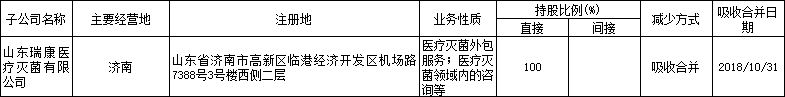 子公司名称 主要经营地 注册地 业务性质 持股比例(%) 减少方式 吸收合并日期
直接 间接
山东瑞康医疗灭菌有限公司 济南 山东省济南市高新区临港经济开发区机场路7388号3号楼西侧二层 医疗灭菌外包服务；医疗灭菌领域内的咨询等 100 吸收合并 2018/10/31